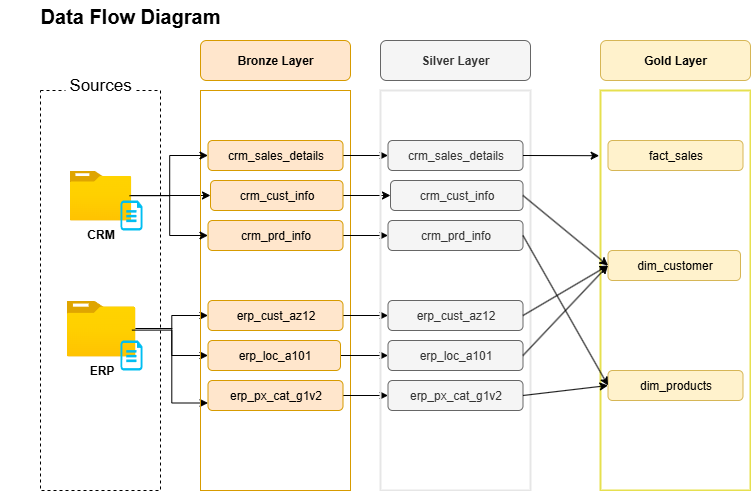 Data Flow Diagram
Bronze Layer
Silver Layer
Gold Layer
Sources
crm_sales_details
crm_sales_details
fact_sales
crm_cust_info
crm_cust_info
CRM
crm_prd_info
crm_prd_info
dim_customer
erp_cust_az12
erp_cust_az12
ERP
erp_loc_a101
erp_loc_a101
dim_products
erp_px_cat_g1v2
erp_px_cat_g1v2